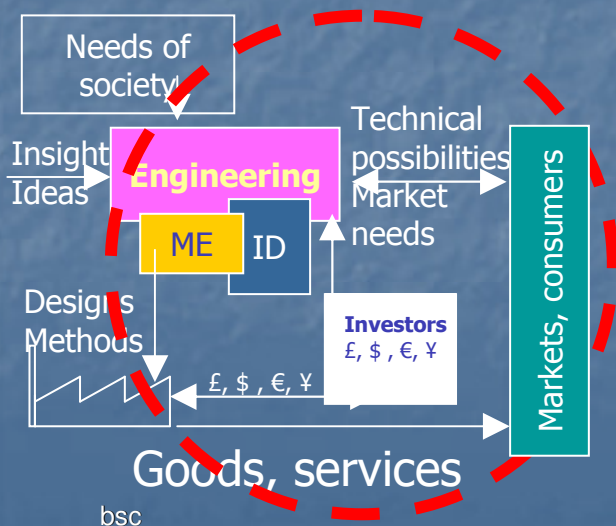 Needs of
society
Insight
Ideas
Engineering
Technical
possibilities
Market
needs
ME
ID
Designs
Methods
Investors
£, $ , €, ¥
£, $ , €, ¥
Markets, consumers
Goods, services
bsc